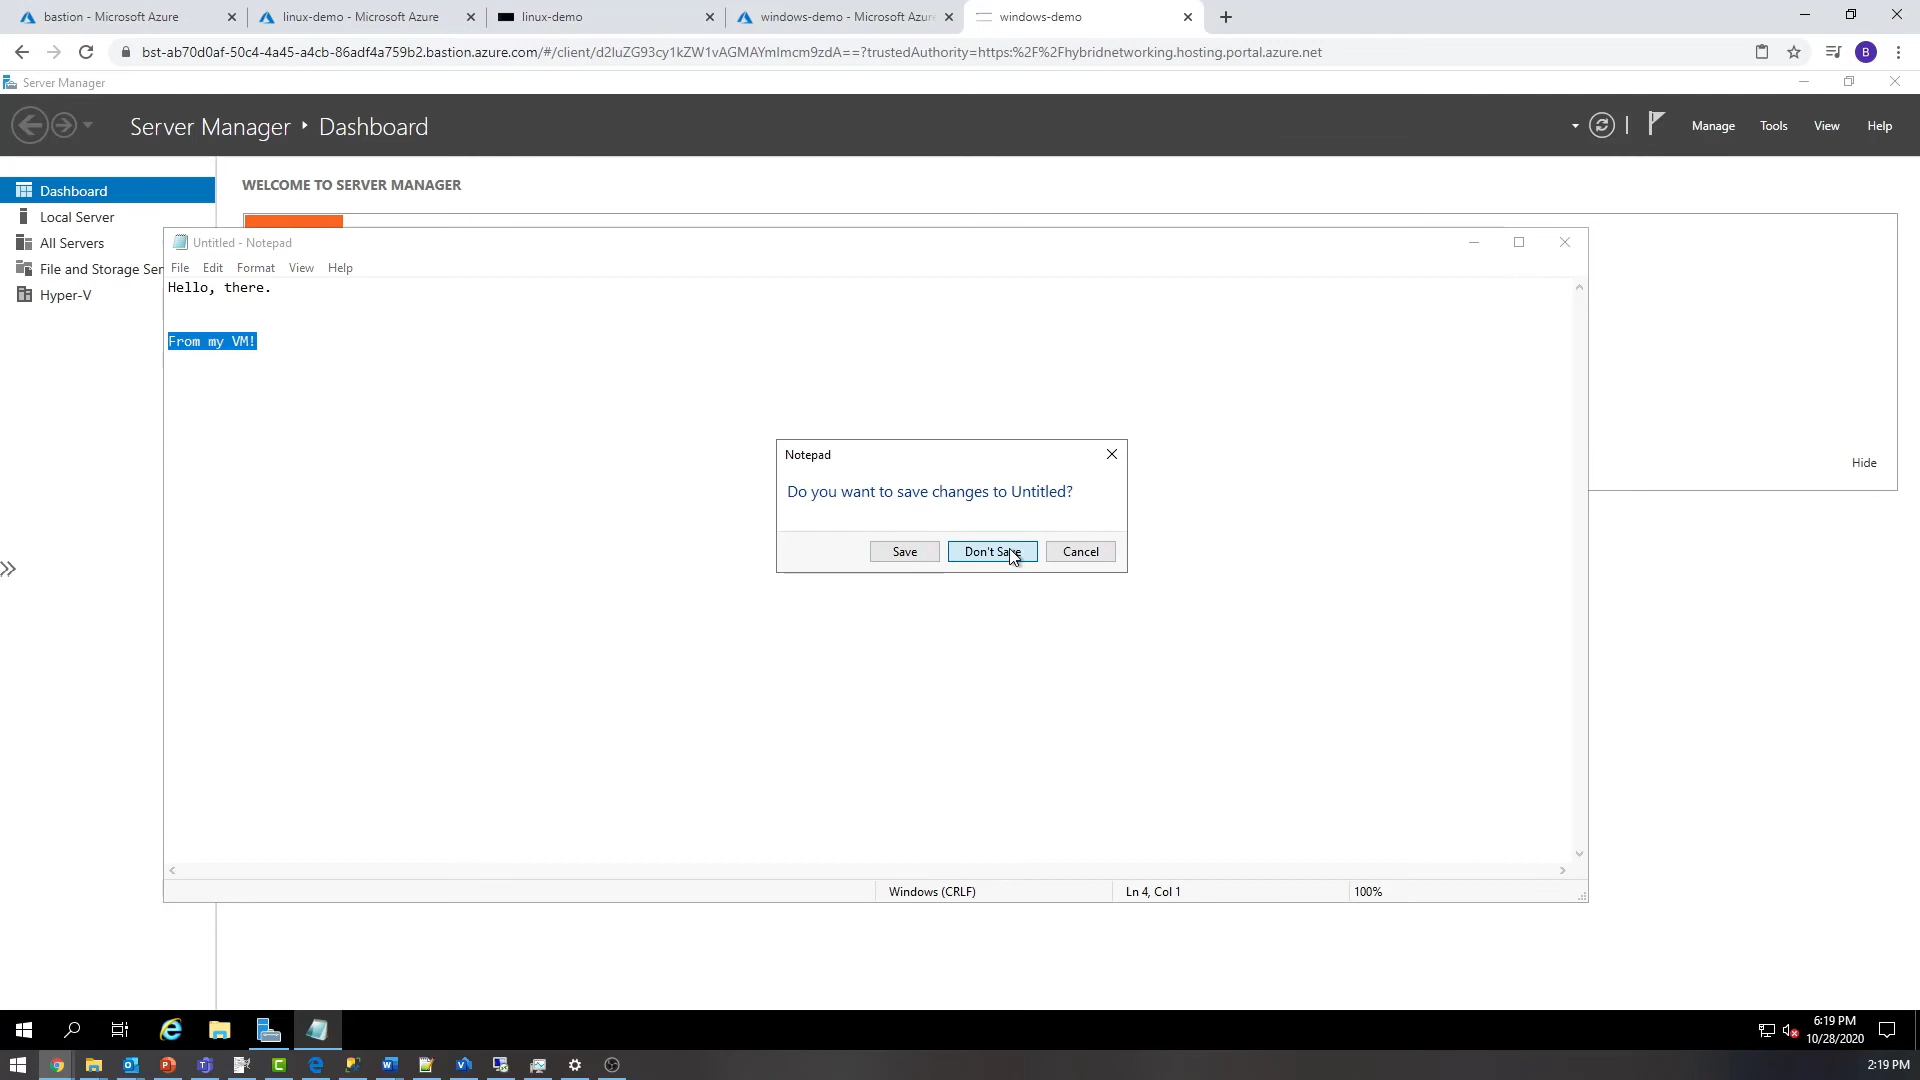 bastion - Microsoft Azure
linux-demo - Microsoft Azure
linux-demo
windows-demo - Microsoft Azure
windows-demo
bst-ab70d0af-50c4-4a45-a4cb-86adf4a759b2.bastion.azure.com/#/client/d2luZG93cy1kZW1vAGMAYmlmcm9zdA==?trustedAuthority=https:%2F%2Fhybridnetworking.hosting.portal.azure.net
B
Server Manager
Server Manager
Dashboard
Manage
Tools
View
Help
Dashboard
Local Server
All Servers
File and Storage Ser
Hyper-V
WELCOME TO SERVER MANAGER
Untitled - Notepad
File
Edit
Format
View
Help
Hello, there.
From my VM!
Notepad
Do you want to save changes to Untitled?
Save
Don't Save
Cancel
Hide
Windows (CRLF)
Ln 4, Col 1
100%
6:19 PM
10/28/2020
2:19 PM